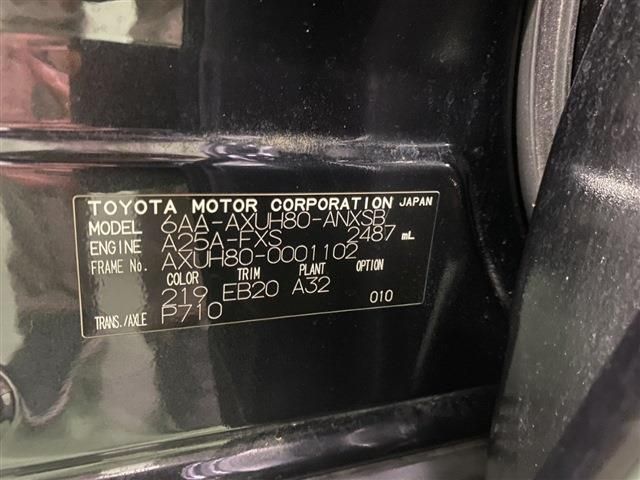 TOYOTA MOTOR CORPORATION JAPAN
MODEL 6AA-AXUH80-ANXSB
ENGINE A25A-FXS 2487 mL
FRAME No. AXUH80-0001102
COLOR TRIM PLANT OPTION
219 EB20 A32 010
TRANS./AXLE P710